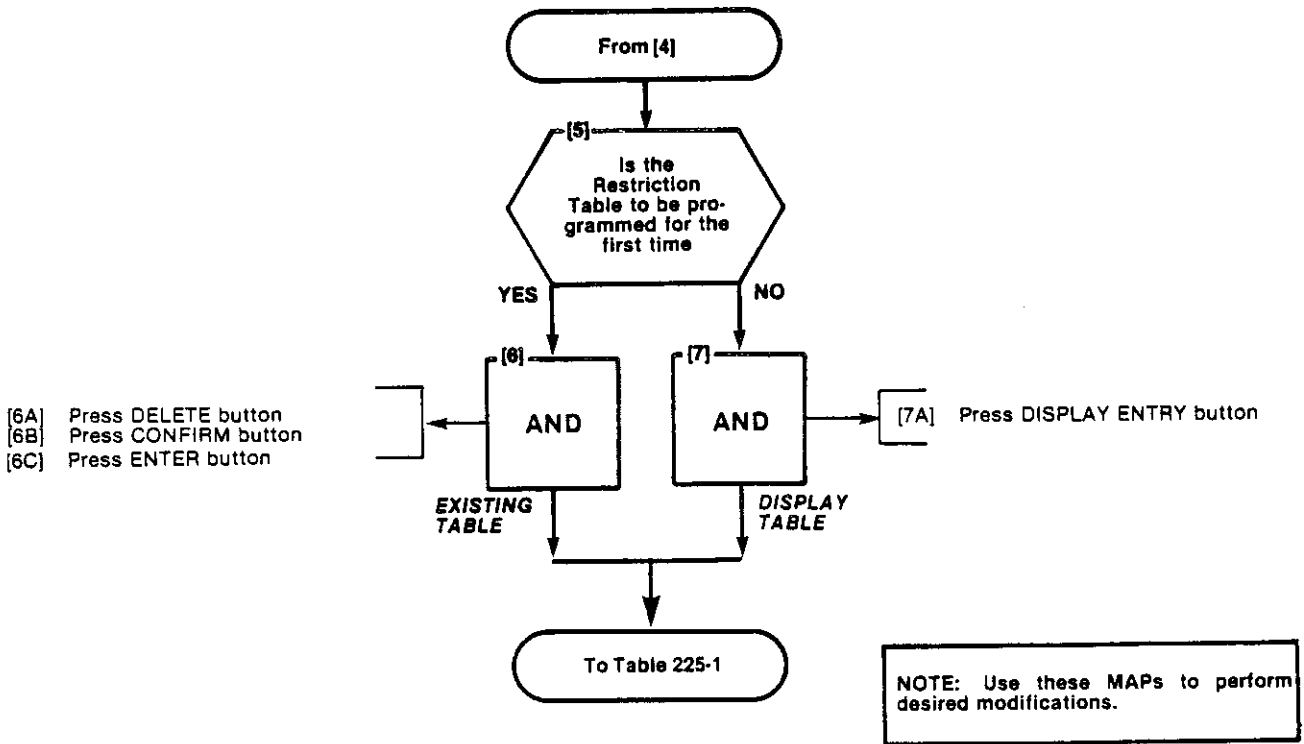 From [4]
[5]
Is the
Restriction
Table to be pro-
grammed for the
first time
YES
NO
[6]
[7]
AND
AND
[6A] Press DELETE button
[6B] Press CONFIRM button
[6C] Press ENTER button
[7A] Press DISPLAY ENTRY button
EXISTING
TABLE
DISPLAY
TABLE
To Table 225-1
NOTE: Use these MAPs to perform
desired modifications.